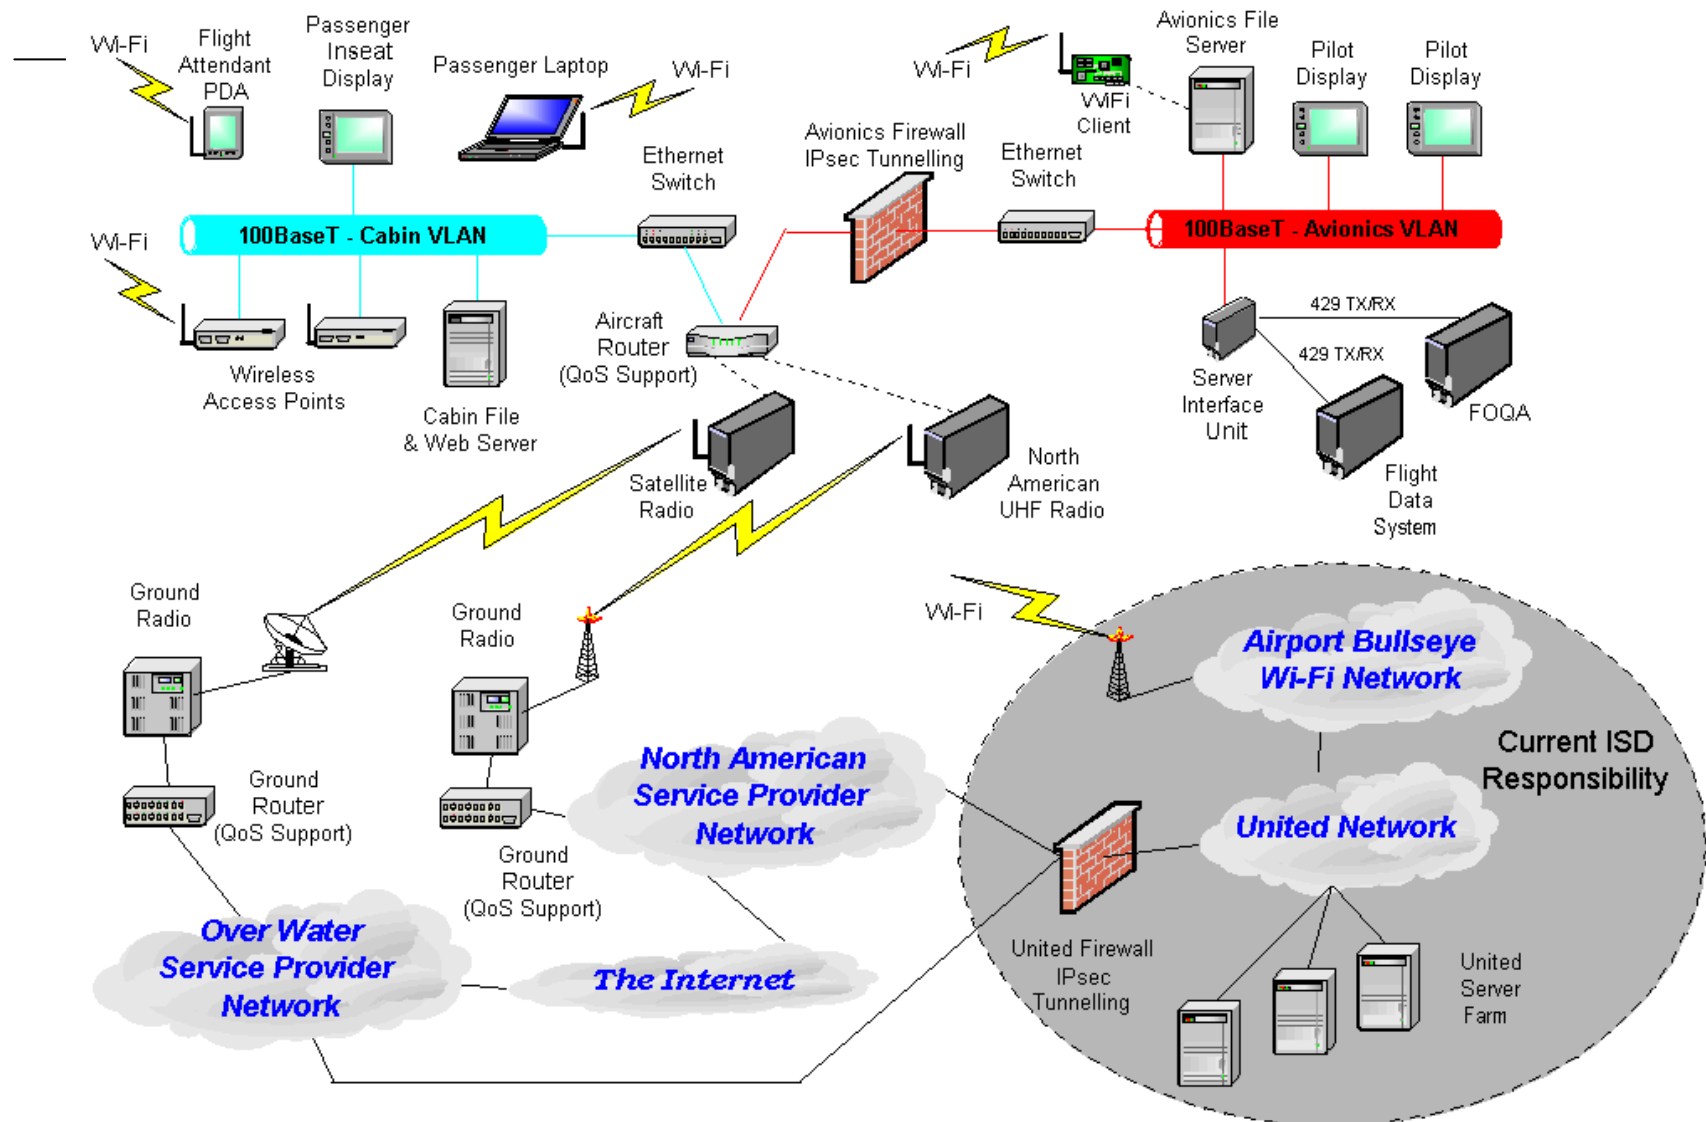 Wi-Fi
Flight
Attendant
PDA
Passenger
Inseat
Display
Passenger Laptop
Wi-Fi
Wi-Fi
WiFi
Client
Avionics File
Server
Pilot
Display
Pilot
Display
Ethernet
Switch
Avionics Firewall
IPsec Tunnelling
Ethernet
Switch
Wi-Fi
100BaseT - Cabin VLAN
100BaseT - Avionics VLAN
Wireless
Access Points
Cabin File
& Web Server
Aircraft
Router
(QoS Support)
429 TX/RX
429 TX/RX
Server
Interface
Unit
FOQA
Flight
Data
System
Satellite
Radio
North
American
UHF Radio
Ground
Radio
Ground
Radio
Wi-Fi
Airport Bullseye
Wi-Fi Network
Current ISD
Responsibility
Ground
Router
(QoS Support)
North American
Service Provider
Network
United Network
Ground
Router
(QoS Support)
Over Water
Service Provider
Network
The Internet
United Firewall
IPsec
Tunnelling
United
Server
Farm